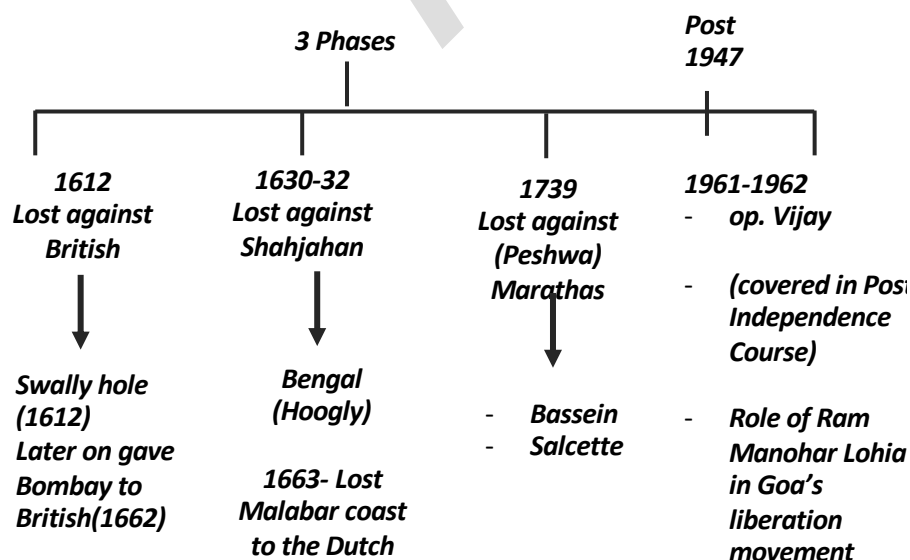 3 Phases
Post
1947
1612
Lost against
British
Swally hole
(1612)
Later on gave
Bombay to
British(1662)
1630-32
Lost against
Shahjahan
Bengal
(Hoogly)
1663- Lost
Malabar coast
to the Dutch
1739
Lost against
(Peshwa)
Marathas
- Bassein
- Salcette
1961-1962
- op. Vijay
- (covered in Post
Independence
Course)
- Role of Ram
Manohar Lohia
in Goa's
liberation
movement